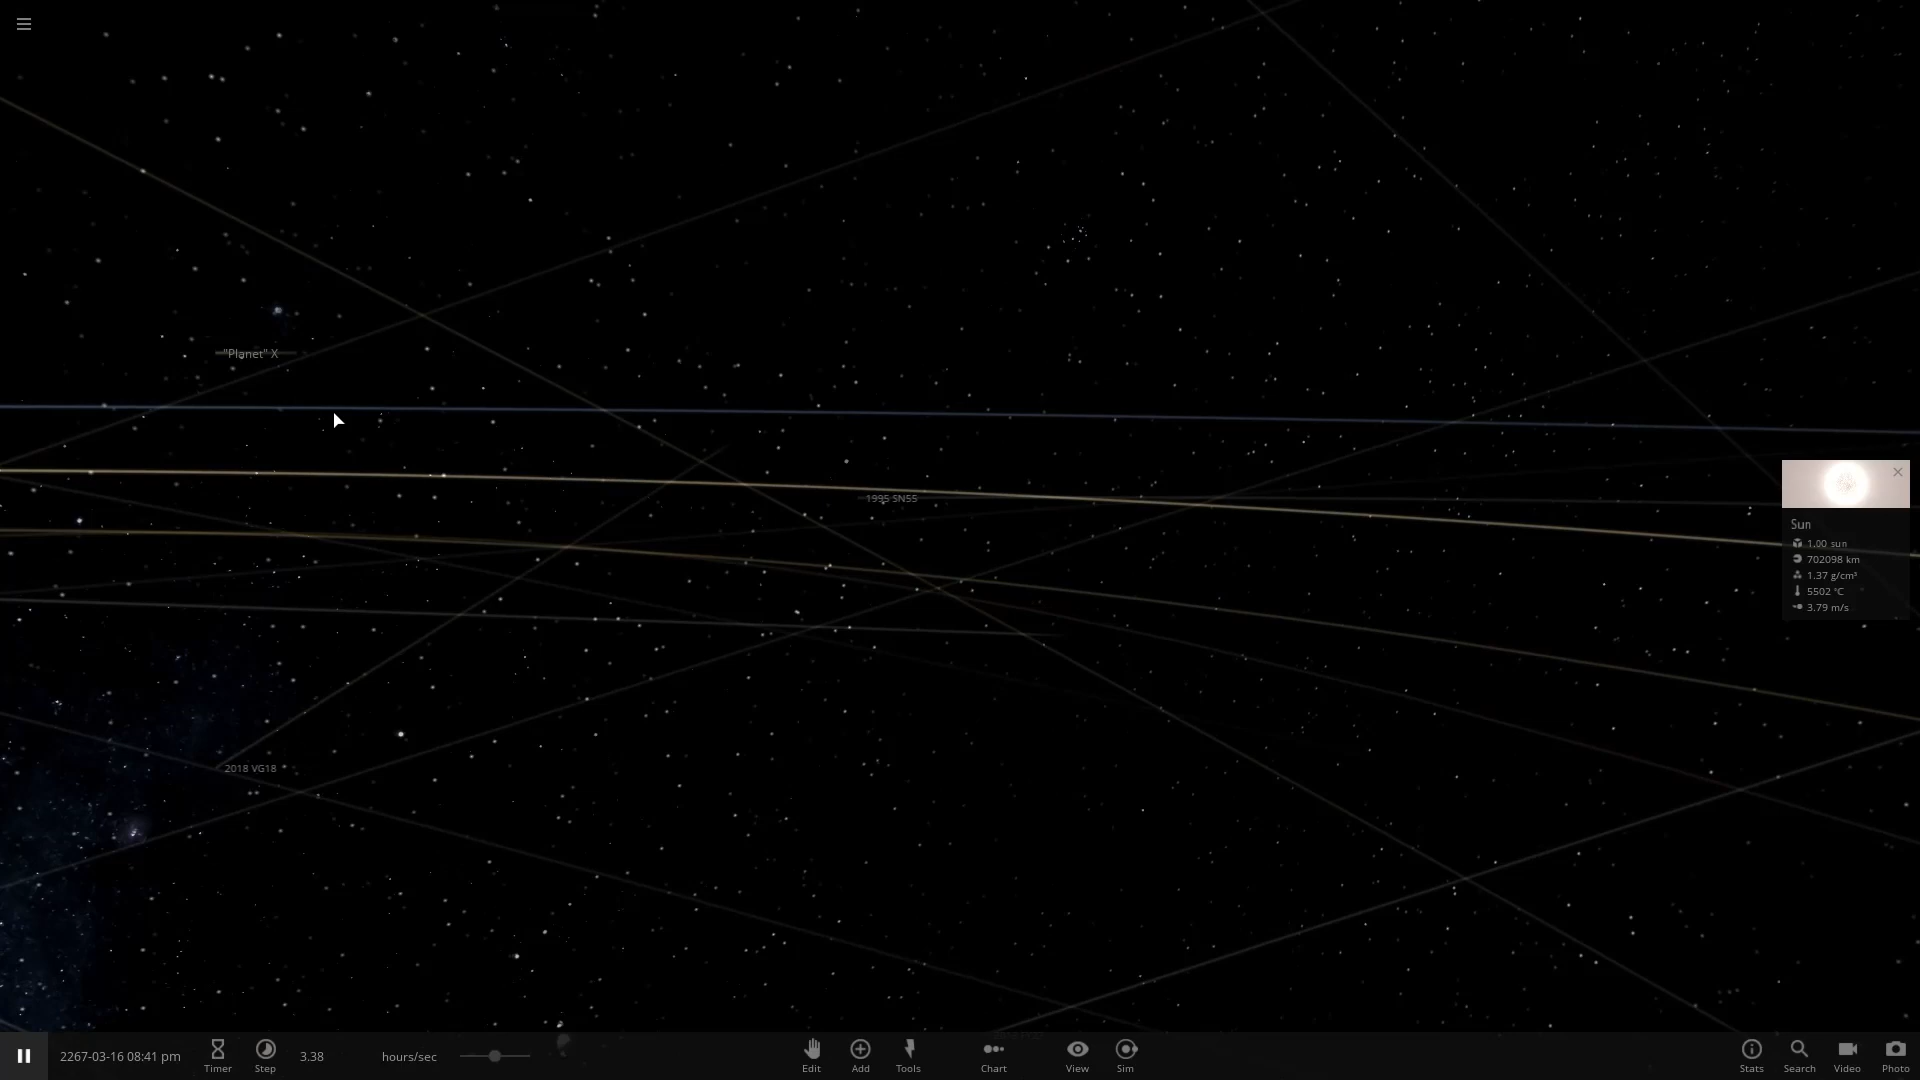 "Planet" X
1995 SN55
Sun
1.00 sun
702098 km
1.37 g/cm³
5502 °C
3.79 m/s
2018 VG18
2267-03-16 08:41 pm
Timer
Step
3.38
hours/sec
Edit
Add
Tools
Chart
View
Sim
Stats
Search
Video
Photo